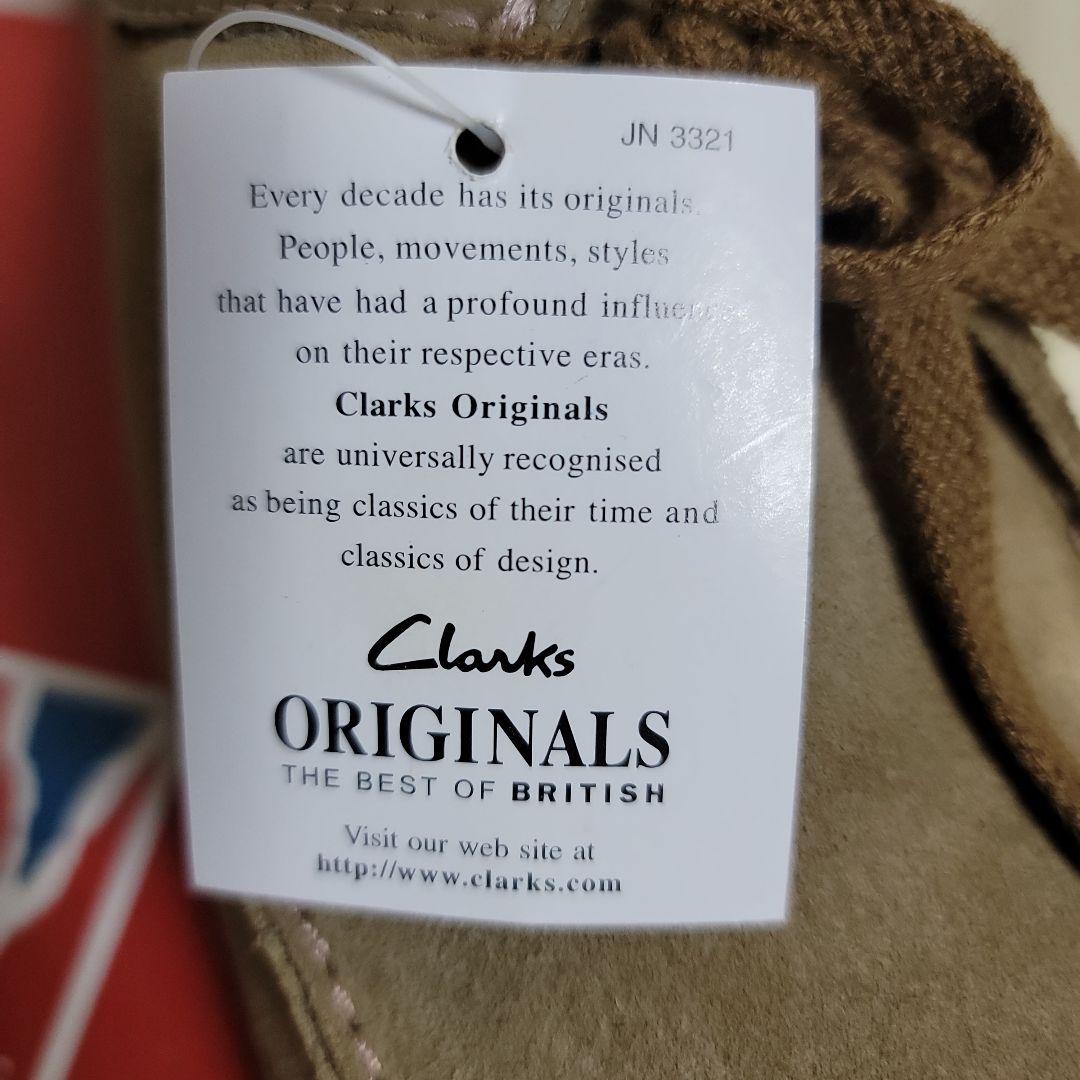 JN 3321
Every decade has its originals.
People, movements, styles
that have had a profound influence
on their respective eras.
Clarks Originals
are universally recognised
as being classics of their time and
classics of design.
Clarks
ORIGINALS
THE BEST OF BRITISH
Visit our web site at
http://www.clarks.com